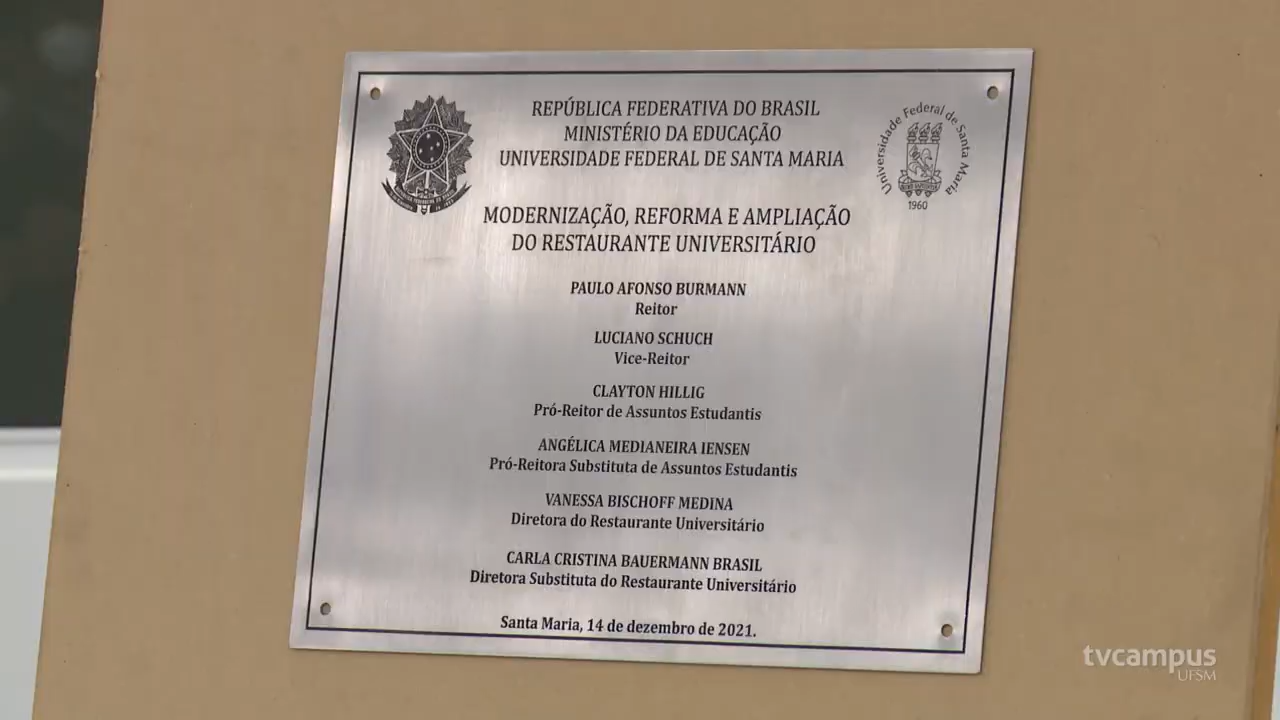 REPÚBLICA FEDERATIVA DO BRASIL
MINISTÉRIO DA EDUCAÇÃO
UNIVERSIDADE FEDERAL DE SANTA MARIA
Universidade Federal de Santa Maria
1960
MODERNIZAÇÃO, REFORMA E AMPLIAÇÃO
DO RESTAURANTE UNIVERSITÁRIO
PAULO AFONSO BURMANN
Reitor
LUCIANO SCHUCH
Vice-Reitor
CLAYTON HILLIG
Pró-Reitor de Assuntos Estudantis
ANGÉLICA MEDIANEIRA IENSEN
Pró-Reitora Substituta de Assuntos Estudantis
VANESSA BISCHOFF MEDINA
Diretora do Restaurante Universitário
CARLA CRISTINA BAUERMANN BRASIL
Diretora Substituta do Restaurante Universitário
Santa Maria, 14 de dezembro de 2021.
tvcampus
UFSM